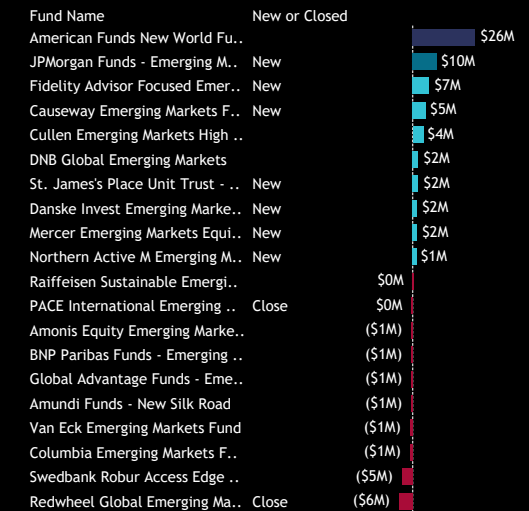 Fund Name New or Closed
American Funds New World Fu.. $26M
JPMorgan Funds - Emerging M.. New $10M
Fidelity Advisor Focused Emer.. New $7M
Causeway Emerging Markets F.. New $5M
Cullen Emerging Markets High .. $4M
DNB Global Emerging Markets $2M
St. James's Place Unit Trust - .. New $2M
Danske Invest Emerging Marke.. New $2M
Mercer Emerging Markets Equi.. New $2M
Northern Active M Emerging M.. New $1M
Raiffeisen Sustainable Emergi.. $0M
PACE International Emerging .. Close $0M
Amonis Equity Emerging Marke.. ($1M)
BNP Paribas Funds - Emerging .. ($1M)
Global Advantage Funds - Eme.. ($1M)
Amundi Funds - New Silk Road ($1M)
Van Eck Emerging Markets Fund ($1M)
Columbia Emerging Markets F.. ($1M)
Swedbank Robur Access Edge .. ($5M)
Redwheel Global Emerging Ma.. Close ($6M)